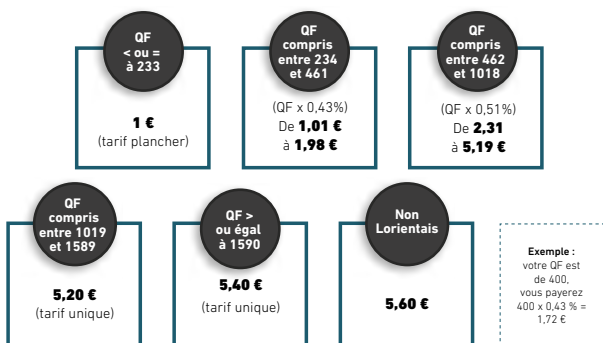 QF
< ou =
à 233
1 €
(tarif plancher)
QF
compris
entre 234
et 461
(QF x 0,43%)
De 1,01 €
à 1,98 €
QF
compris
entre 462
et 1018
(QF x 0,51%)
De 2,31
à 5,19 €
QF
compris
entre 1019
et 1589
5,20 €
(tarif unique)
QF >
ou égal
à 1590
5,40 €
(tarif unique)
Non
Lorientais
5,60 €
Exemple :
votre QF est
de 400,
vous payerez
400 x 0,43 % =
1,72 €